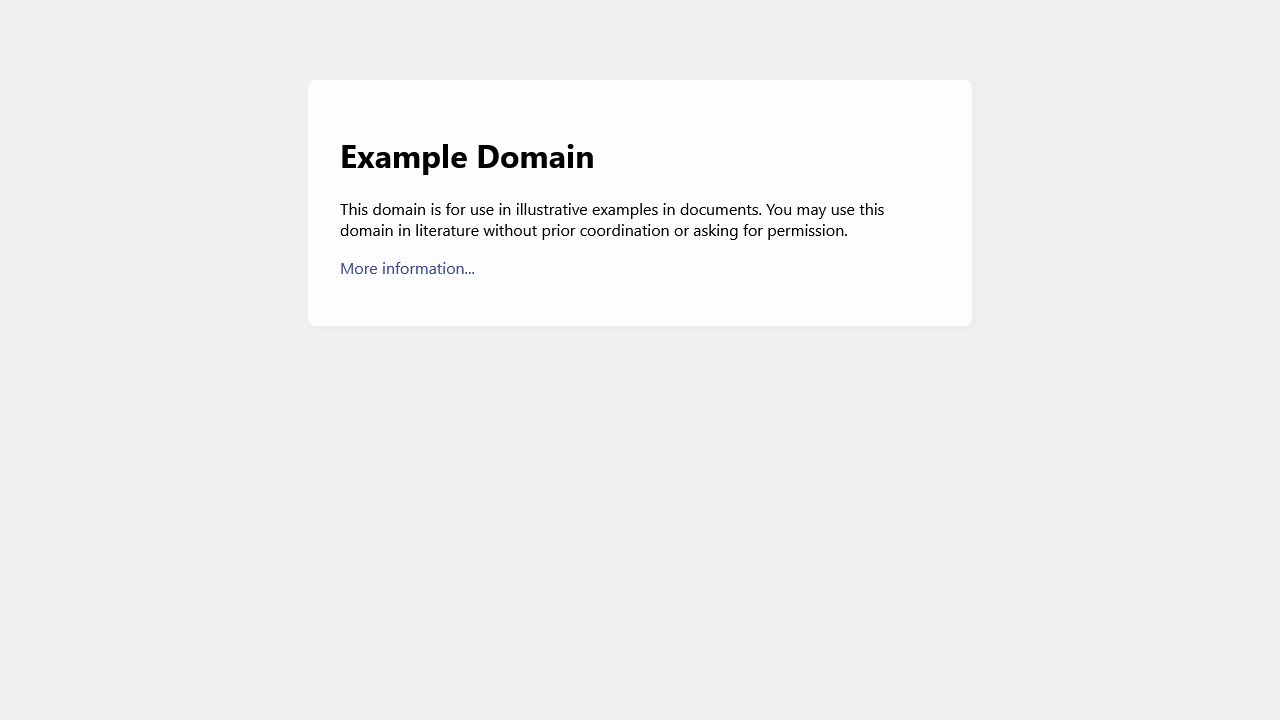 Example Domain
This domain is for use in illustrative examples in documents. You may use this
domain in literature without prior coordination or asking for permission.
More information...